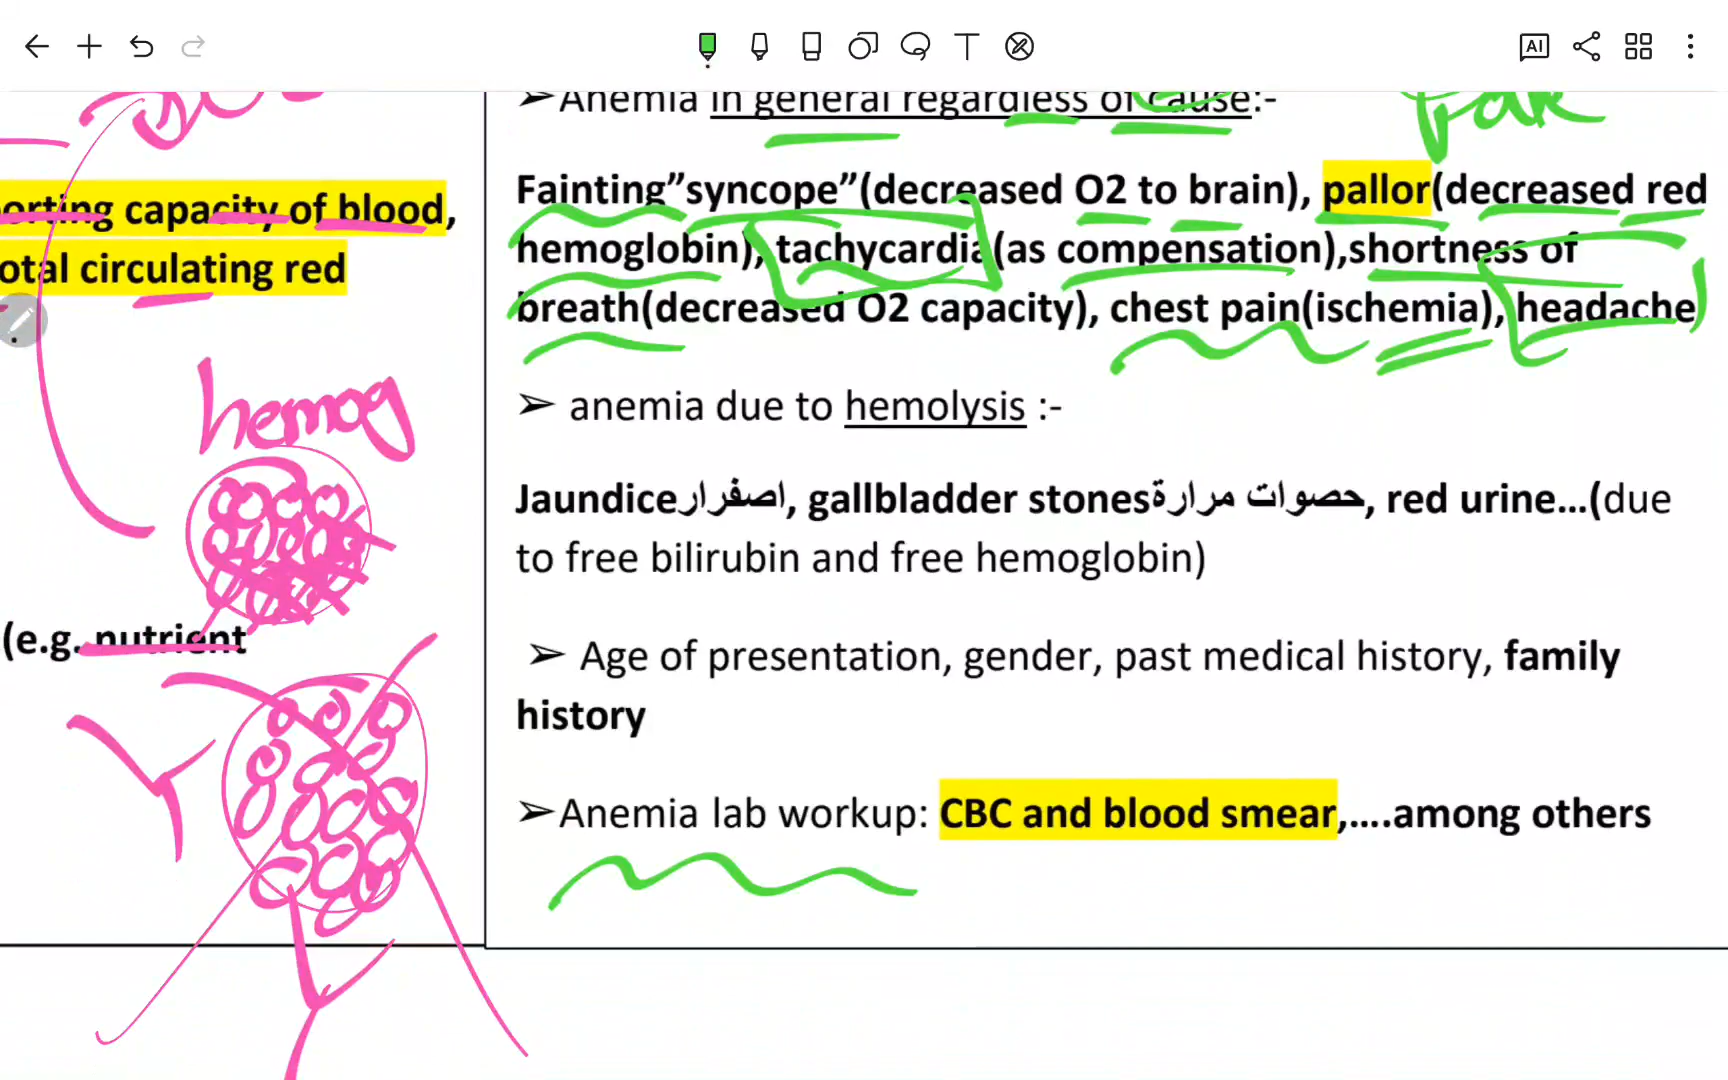 AI
orting capacity of blood,
otal circulating red
hemog
(e.g. nutrient
➢Anemia in general regardless of cause:-
Fainting”syncope”(decreased O2 to brain), pallor(decreased red
hemoglobin), tachycardia(as compensation),shortness of
breath(decreased O2 capacity), chest pain(ischemia), headache
➢ anemia due to hemolysis :-
Jaundiceاصفرار, gallbladder stonesحصوات مرارة, red urine...(due
to free bilirubin and free hemoglobin)
➢ Age of presentation, gender, past medical history, family
history
➢Anemia lab workup: CBC and blood smear,....among others